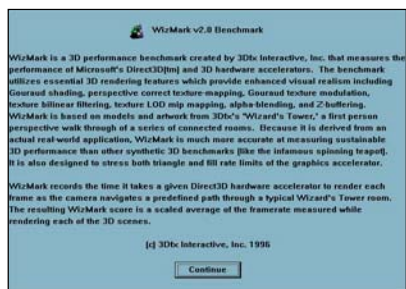 WizMark v2.0 Benchmark
WizMark is a 3D performance benchmark created by 3Dfx Interactive, Inc. that measures the
performance of Microsoft's Direct3D(tm) and 3D hardware accelerators. The benchmark
utilizes essential 3D rendering features which provide enhanced visual realism including
Gouraud shading, perspective correct texture-mapping, Gouraud texture modulation,
texture bilinear filtering, texture LOD mip mapping, alpha-blending, and Z-buffering.
WizMark is based on models and artwork from 3Dfx's 'Wizard's Tower,' a first person
perspective walk through of a series of connected rooms. Because it is derived from an
actual real-world application, WizMark is much more accurate at measuring sustainable
3D performance than other synthetic 3D benchmarks (like the infamous spinning teapot).
It is also designed to stress both triangle and fill rate limits of the graphics accelerator.
WizMark records the time it takes a given Direct3D hardware accelerator to render each
frame as the camera navigates a predefined path through a typical Wizard's Tower room.
The resulting WizMark score is a scaled average of the framerate measured while
rendering each of the 3D scenes.
(c) 3Dfx Interactive, Inc. 1996
Continue